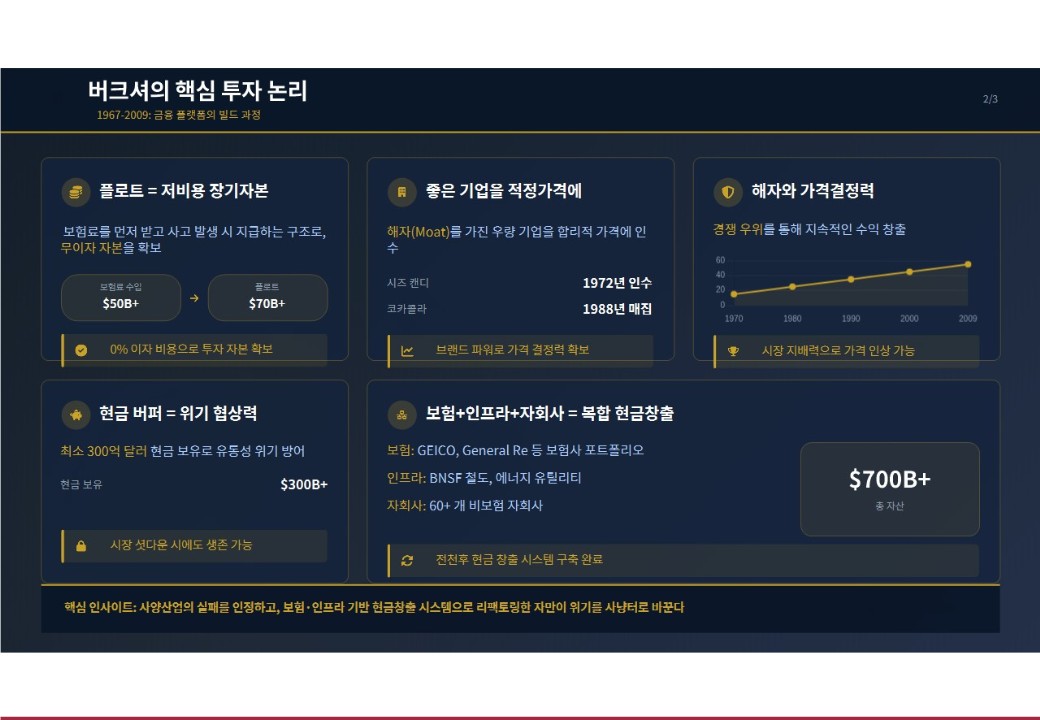 버크셔의 핵심 투자 논리
1967-2009: 금융 플랫폼의 빌드 과정
2/3
플로트 = 저비용 장기자본
보험료를 먼저 받고 사고 발생 시 지급하는 구조로,
무이자 자본을 확보
보험료 수입
$50B+
→
플로트
$70B+
0% 이자 비용으로 투자 자본 확보
좋은 기업을 적정가격에
해자(Moat)를 가진 우량 기업을 합리적 가격에 인
수
시즈 캔디 1972년 인수
코카콜라 1988년 매집
브랜드 파워로 가격 결정력 확보
해자와 가격결정력
경쟁 우위를 통해 지속적인 수익 창출
60
40
20
0
1970 1980 1990 2000 2009
시장 지배력으로 가격 인상 가능
현금 버퍼 = 위기 협상력
최소 300억 달러 현금 보유로 유동성 위기 방어
현금 보유 $300B+
시장 셧다운 시에도 생존 가능
보험+인프라+자회사 = 복합 현금창출
보험: GEICO, General Re 등 보험사 포트폴리오
인프라: BNSF 철도, 에너지 유틸리티
자회사: 60+ 개 비보험 자회사
$700B+
총 자산
전천후 현금 창출 시스템 구축 완료
핵심 인사이트: 사양산업의 실패를 인정하고, 보험·인프라 기반 현금창출 시스템으로 리팩토링한 자만이 위기를 사냥터로 바꾼다